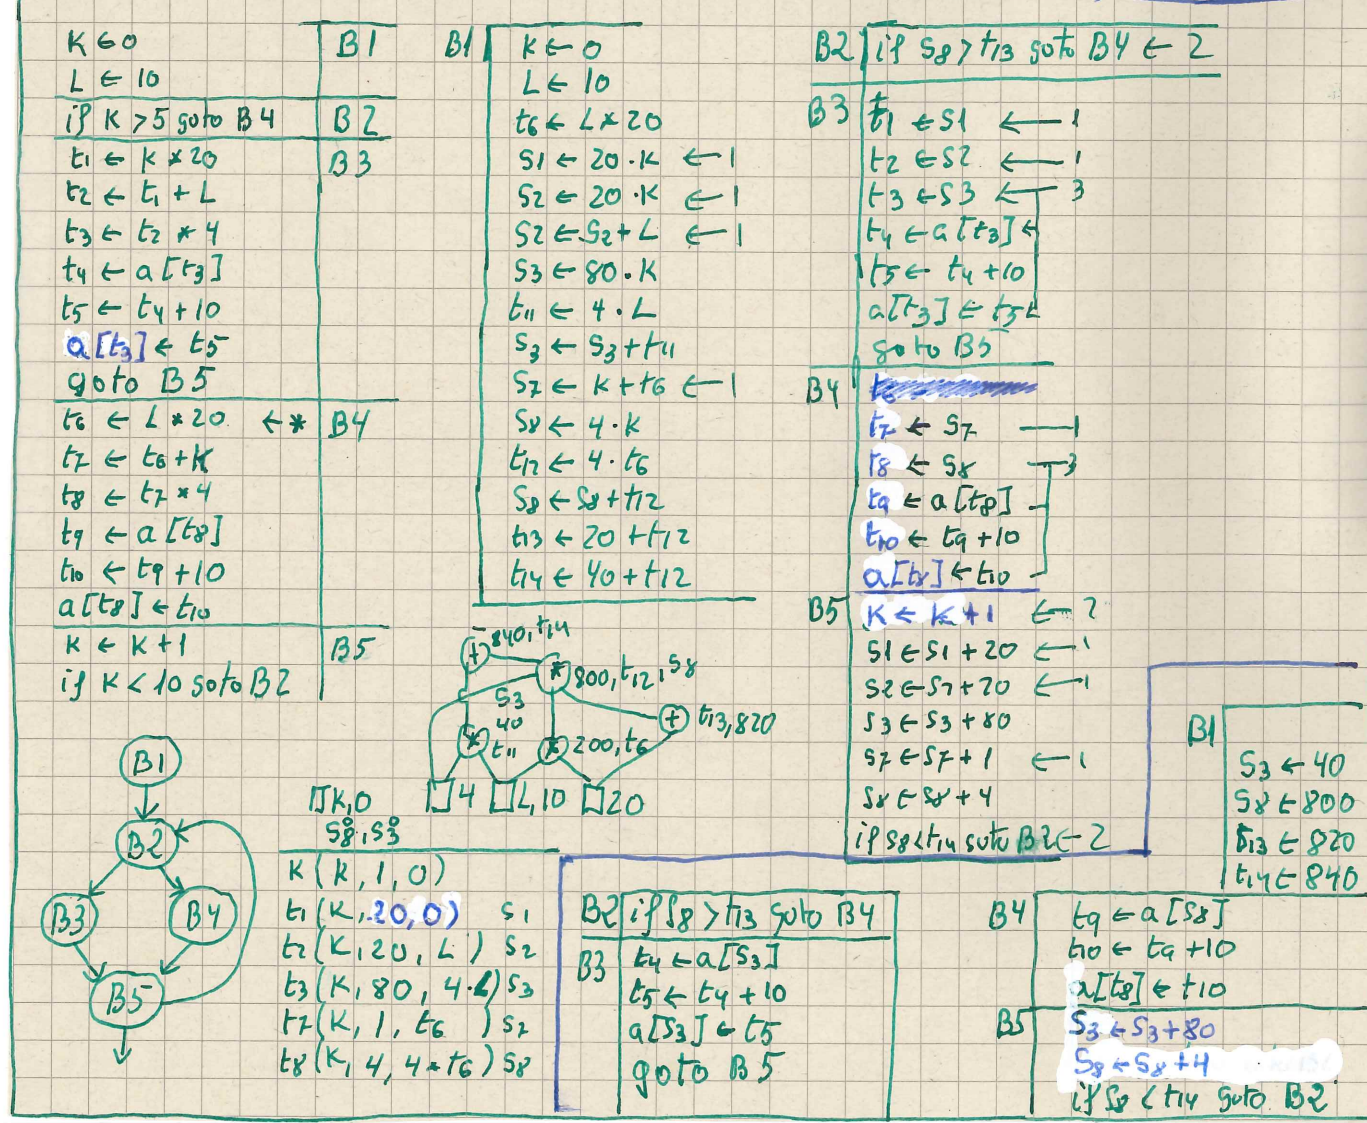 K ← 0 B1
L ← 10
if K > 5 goto B4 B2
t1 ← K * 20 B3
t2 ← t1 + L
t3 ← t2 * 4
t4 ← a[t3]
t5 ← t4 + 10
a[t3] ← t5
goto B5
t6 ← L * 20 ← * B4
t7 ← t6 + K
t8 ← t7 * 4
t9 ← a[t8]
t10 ← t9 + 10
a[t8] ← t10
K ← K + 1 B5
if K < 10 goto B2
B1
B2
B3 B4
B5
B1 K ← 0
L ← 10
t6 ← L * 20
S1 ← 20 · K ← 1
S2 ← 20 · K ← 1
S2 ← S2 + L ← 1
S3 ← 80 · K
t11 ← 4 · L
S3 ← S3 + t11
S7 ← K + t6 ← 1
S8 ← 4 · K
t12 ← 4 · t6
S8 ← S8 + t12
t13 ← 20 + t12
t14 ← 40 + t12
+ 840, t14
* 800, t12, S8
S3
40
* t11
* 200, t6
+ t13, 820
K, 0
S8, S3
4 L, 10 20
K (K, 1, 0)
t1 (K, 20, 0) S1
t2 (K, 20, L) S2
t3 (K, 80, 4·L) S3
t7 (K, 1, t6) S7
t8 (K, 4, 4*t6) S8
B2 if S8 > t13 goto B4 ← 2
B3 t1 ← S1 ← 1
t2 ← S2 ← 1
t3 ← S3 ← 3
t4 ← a[t3] ←
t5 ← t4 + 10
a[t3] ← t5 ←
goto B5
B4
t7 ← S7 — 1
t8 ← S8 — 3
t9 ← a[t8]
t10 ← t9 + 10
a[t8] ← t10
B5 K ← K + 1 ← 2
S1 ← S1 + 20 ← 1
S2 ← S2 + 20 ← 1
S3 ← S3 + 80
S7 ← S7 + 1 ← 1
S8 ← S8 + 4
if S8 < t14 goto B2 ← 2
B1
S3 ← 40
S8 ← 800
t13 ← 820
t14 ← 840
B2 if S8 > t13 goto B4
B3 t4 ← a[S3]
t5 ← t4 + 10
a[S3] ← t5
goto B5
B4 t9 ← a[S8]
t10 ← t9 + 10
a[t8] ← t10
B5 S3 ← S3 + 80
S8 ← S8 + 4
if S8 < t14 goto B2